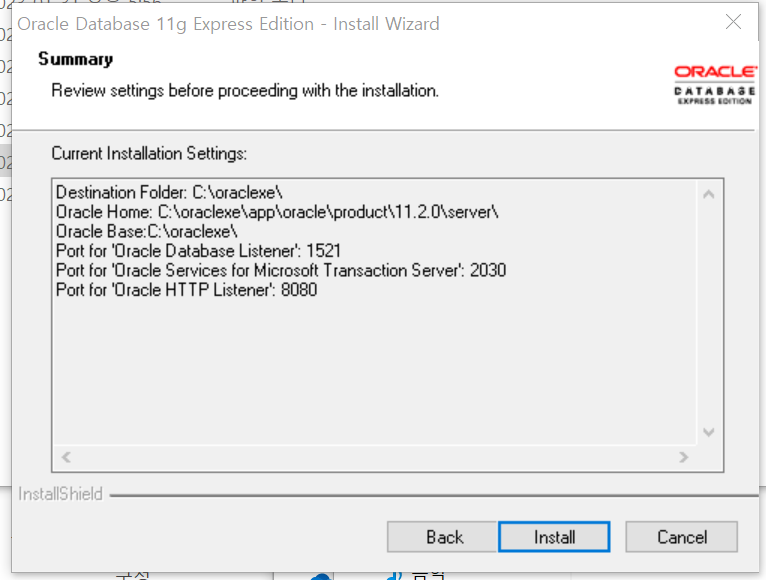 Oracle Database 11g Express Edition - Install Wizard
Summary
Review settings before proceeding with the installation.
ORACLE
DATABASE
EXPRESS EDITION
Current Installation Settings:
Destination Folder: C:\oraclexe\
Oracle Home: C:\oraclexe\app\oracle\product\11.2.0\server\
Oracle Base:C:\oraclexe\
Port for 'Oracle Database Listener': 1521
Port for 'Oracle Services for Microsoft Transaction Server': 2030
Port for 'Oracle HTTP Listener': 8080
InstallShield
Back
Install
Cancel